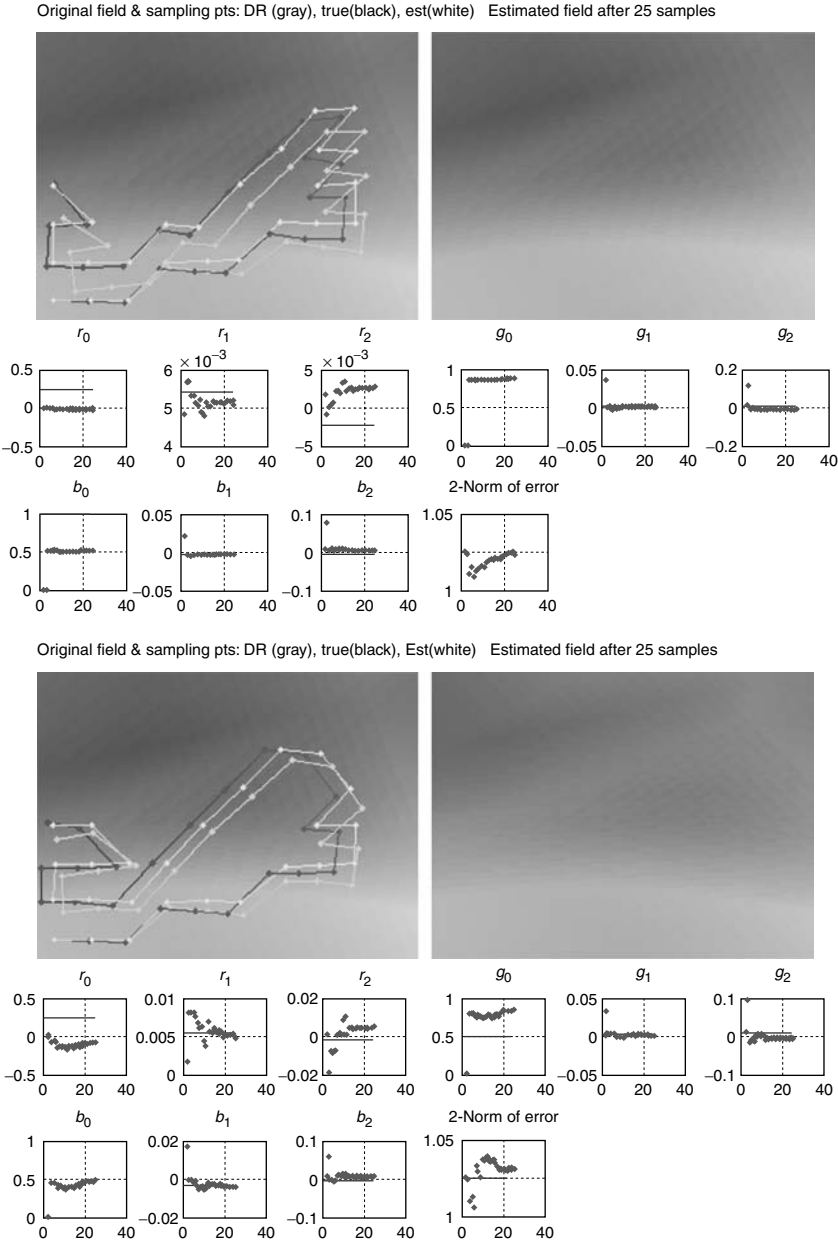 Original field & sampling pts: DR (gray), true(black), est(white) Estimated field after 25 samples
r0 r1 r2 g0 g1 g2
× 10−3 × 10−3
0.5 6 5 1 0.05 0.2
0 5 0 0.5 0 0
−0.5 4 −5 0 −0.05 −0.2
0 20 40 0 20 40 0 20 40 0 20 40 0 20 40 0 20 40
b0 b1 b2 2-Norm of error
1 0.05 0.1 1.05
0.5 0 0
0 −0.05 −0.1 1
0 20 40 0 20 40 0 20 40 0 20 40
Original field & sampling pts: DR (gray), true(black), Est(white) Estimated field after 25 samples
r0 r1 r2 g0 g1 g2
0.5 0.01 0.02 1 0.05 0.1
0 0.005 0 0.5 0 0
−0.5 0 −0.02 0 −0.05 −0.1
0 20 40 0 20 40 0 20 40 0 20 40 0 20 40 0 20 40
b0 b1 b2 2-Norm of error
1 0.02 0.1 1.05
0.5 0 0
0 −0.02 −0.1 1
0 20 40 0 20 40 0 20 40 0 20 40